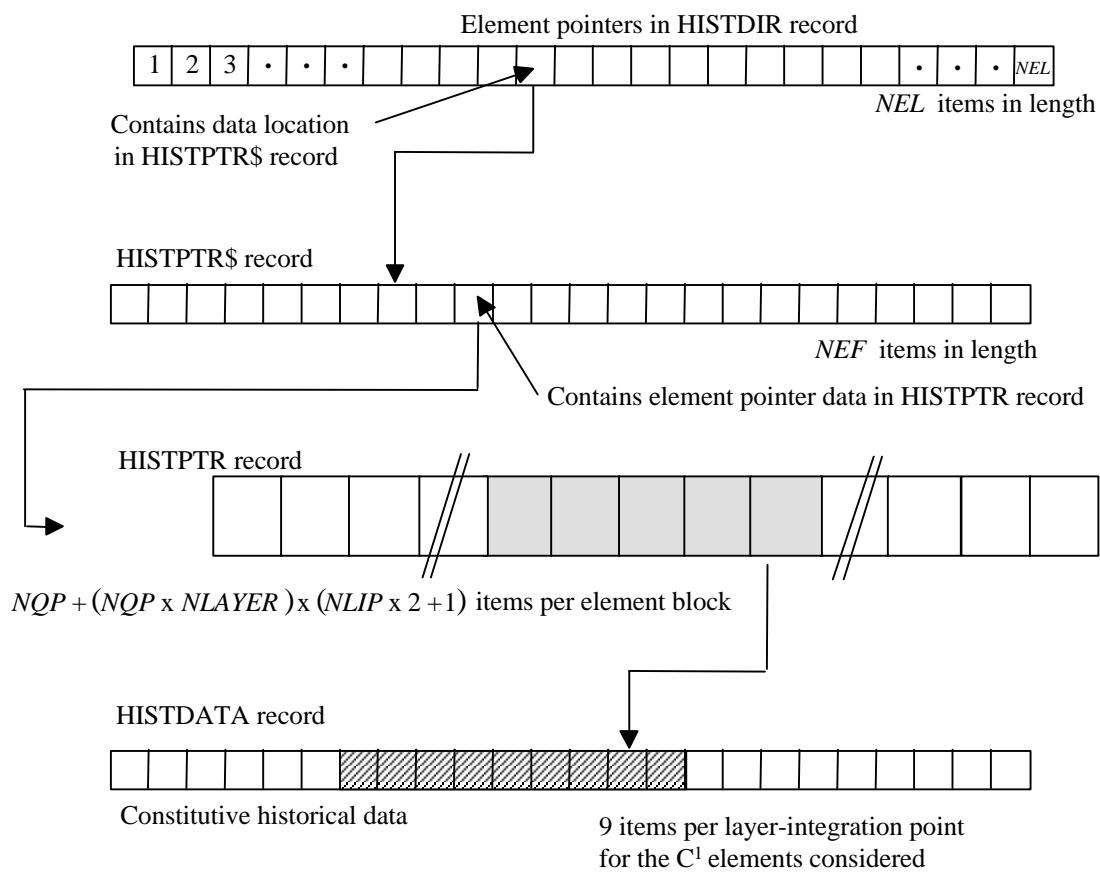 Element pointers in HISTDIR record
1 2 3 · · · · · · NEL
NEL items in length
Contains data location
in HISTPTR$ record
HISTPTR$ record
NEF items in length
Contains element pointer data in HISTPTR record
HISTPTR record
NQP + (NQP x NLAYER ) x (NLIP x 2 +1) items per element block
HISTDATA record
Constitutive historical data
9 items per layer-integration point
for the C¹ elements considered